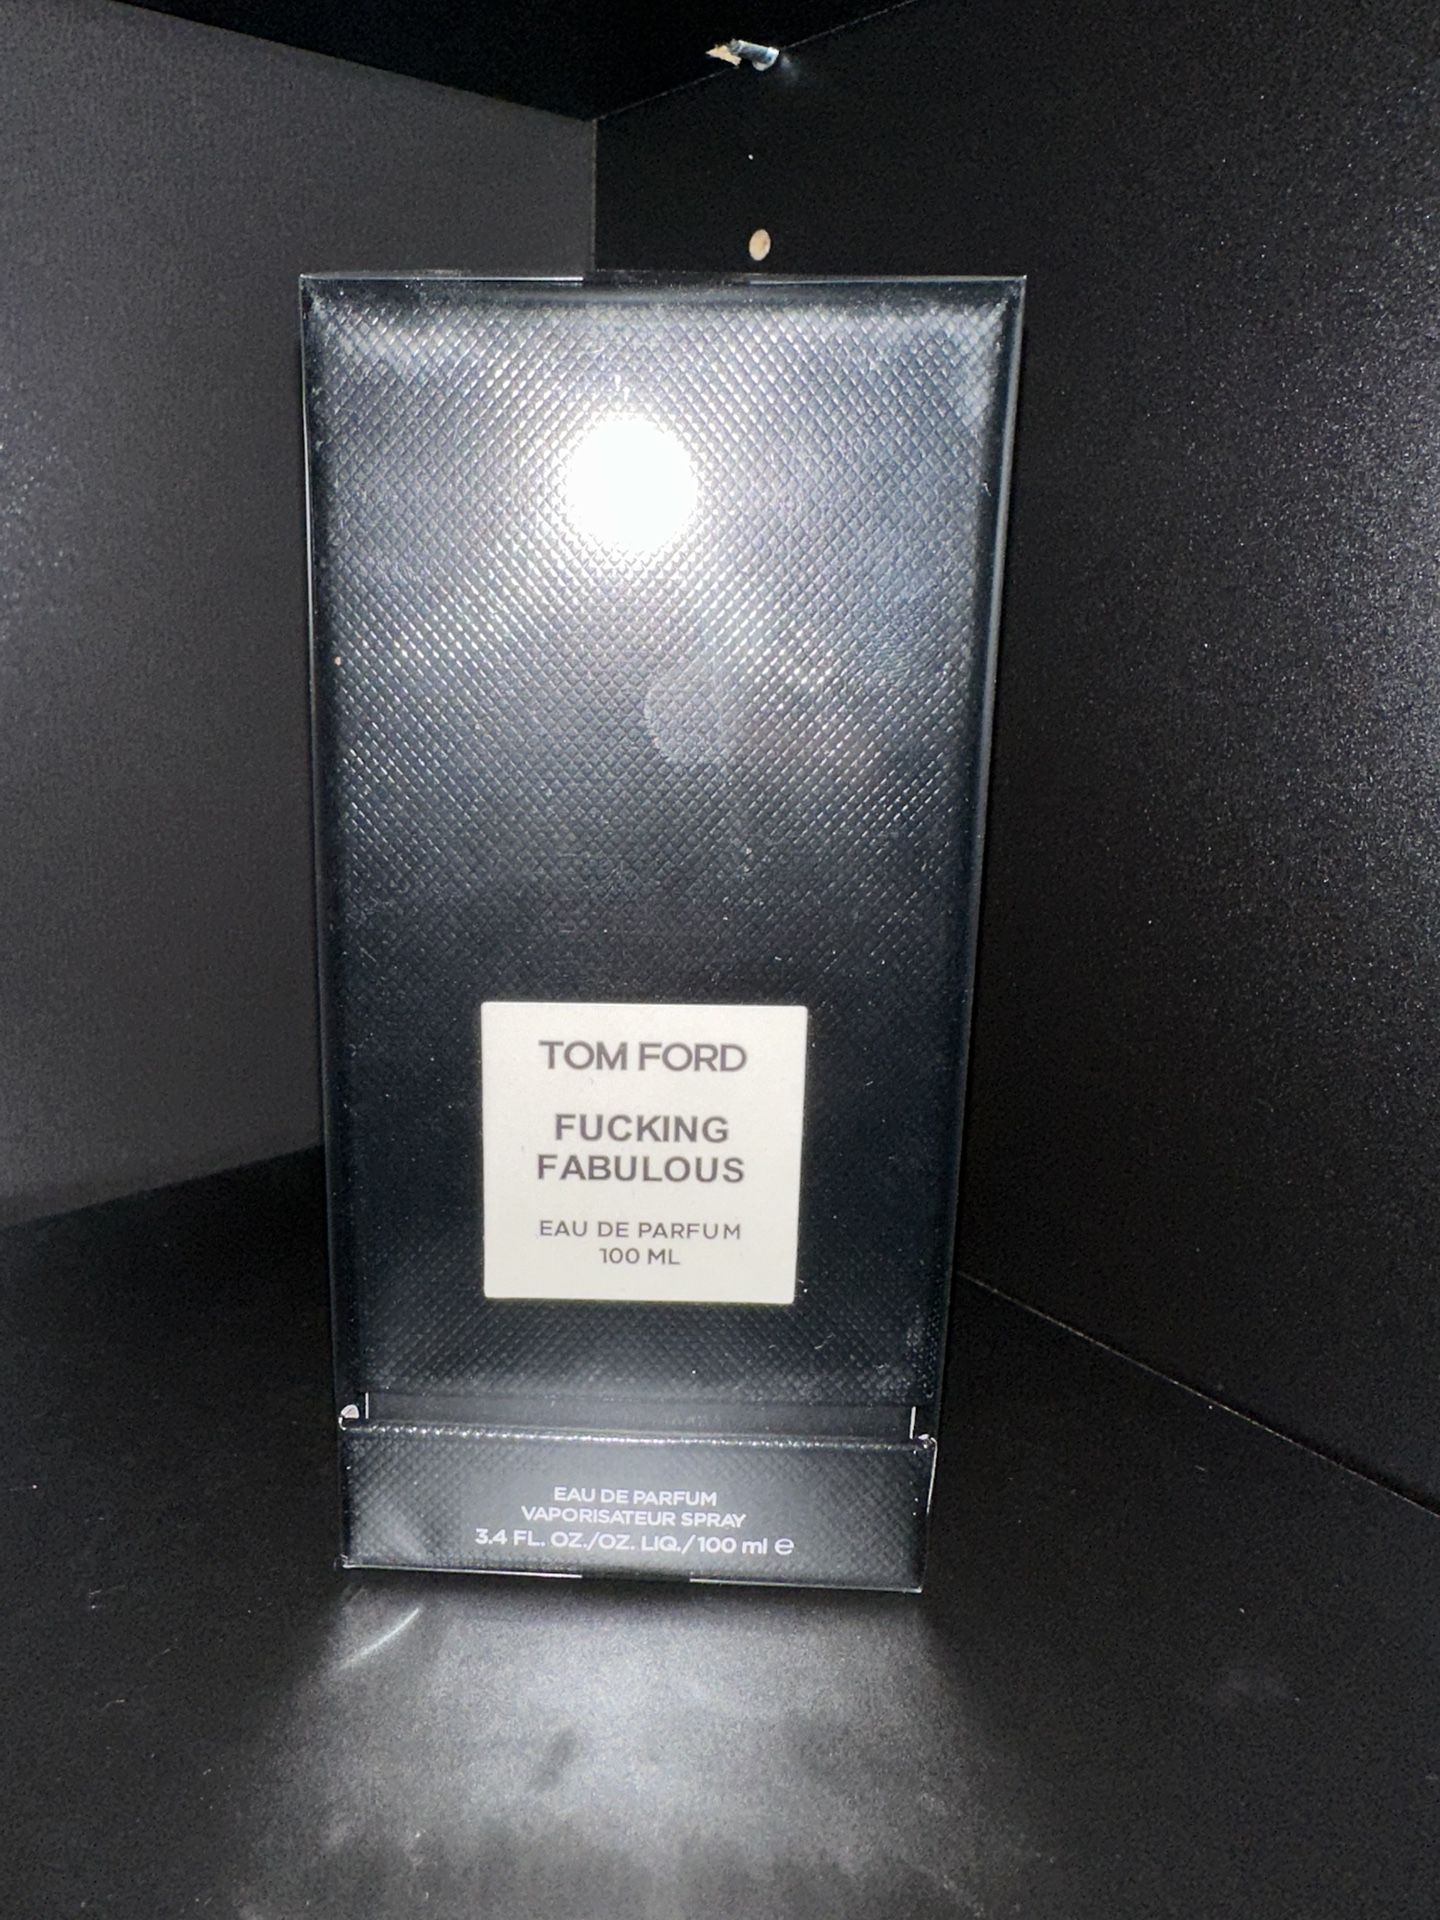 TOM FORD
FUCKING
FABULOUS
EAU DE PARFUM
100 ML
EAU DE PARFUM
VAPORISATEUR SPRAY
3.4 FL. OZ./OZ. LIQ./100 ml ℮